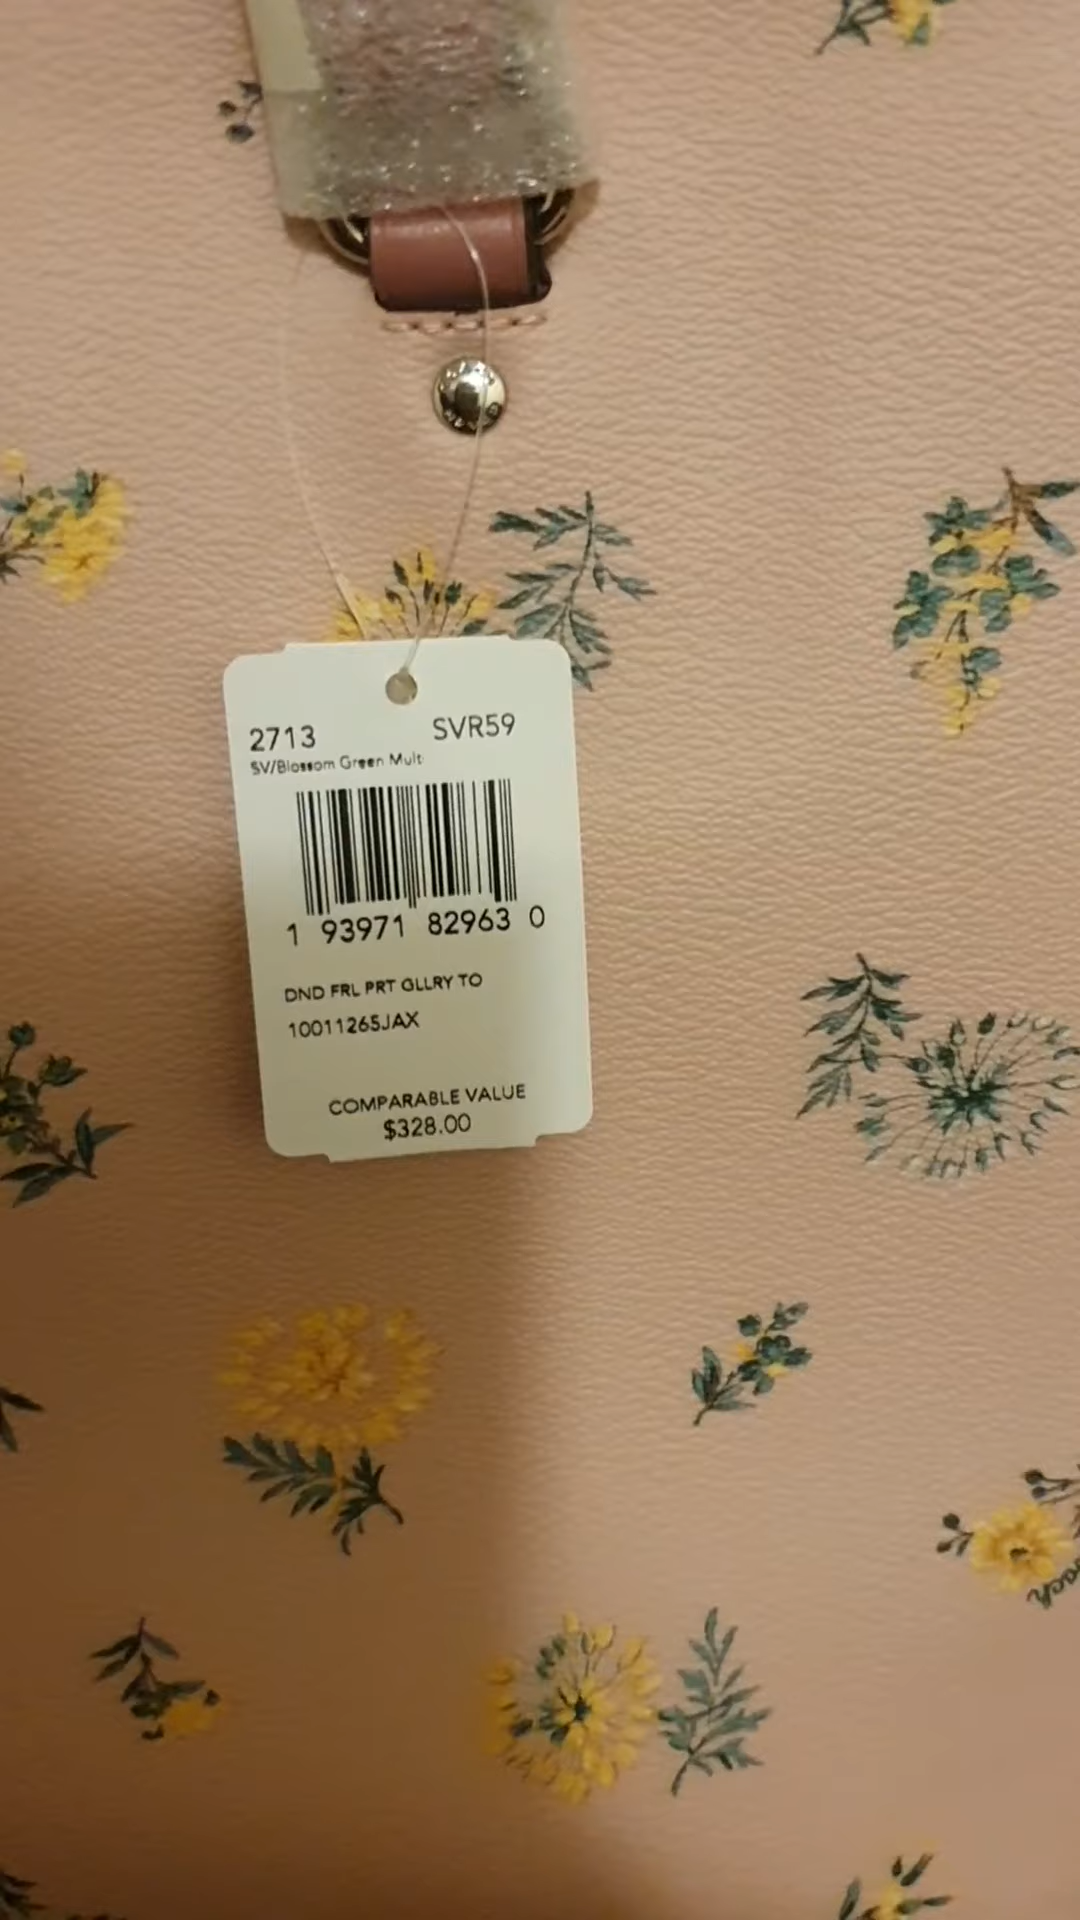 2713 SVR59
SV/Blossom Green Mult
1 93971 82963 0
DND FRL PRT GLLRY TO
10011265JAX
COMPARABLE VALUE
$328.00